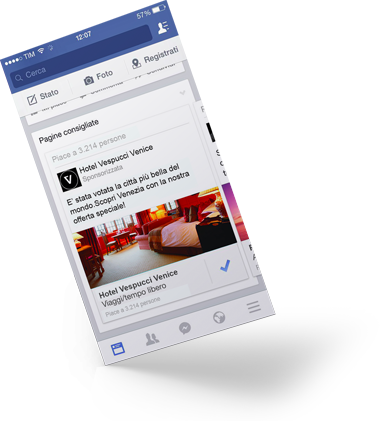 TIM 12:07 57%
Cerca
Stato Foto Registrati
Pagine consigliate
Piace a 3.214 persone
Hotel Vespucci Venice
Sponsorizzata
E' stata votata la città più bella del
mondo.Scopri Venezia con la nostra
offerta speciale!
Hotel Vespucci Venice
Viaggi/tempo libero
Piace a 3.214 persone